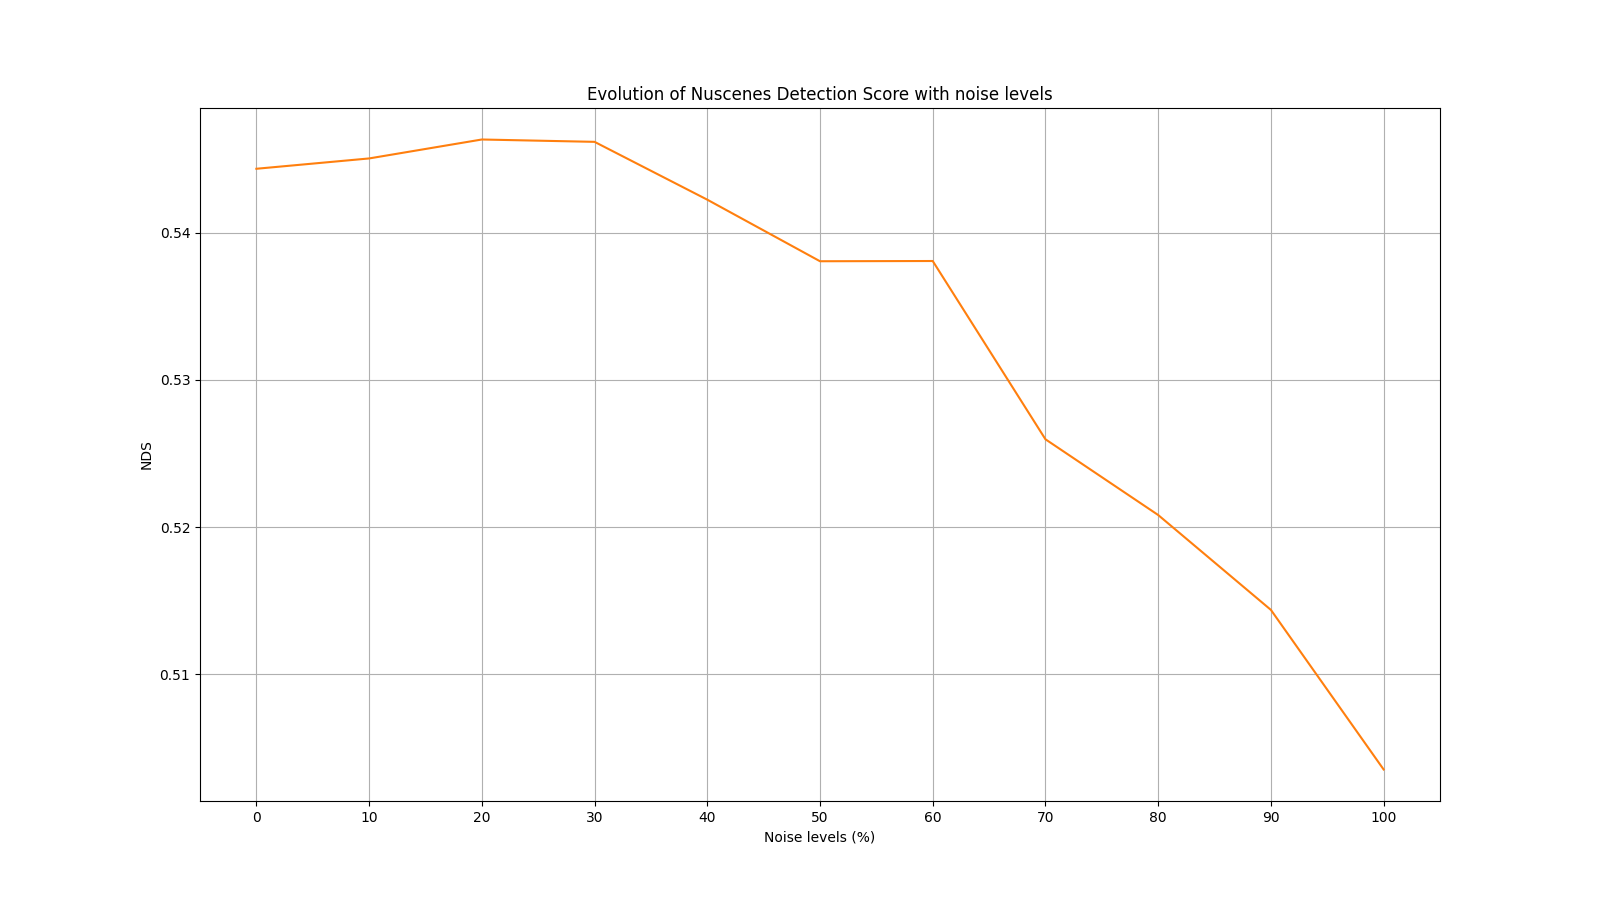 Evolution of Nuscenes Detection Score with noise levels
0.54
0.53
0.52
0.51
NDS
0 10 20 30 40 50 60 70 80 90 100
Noise levels (%)